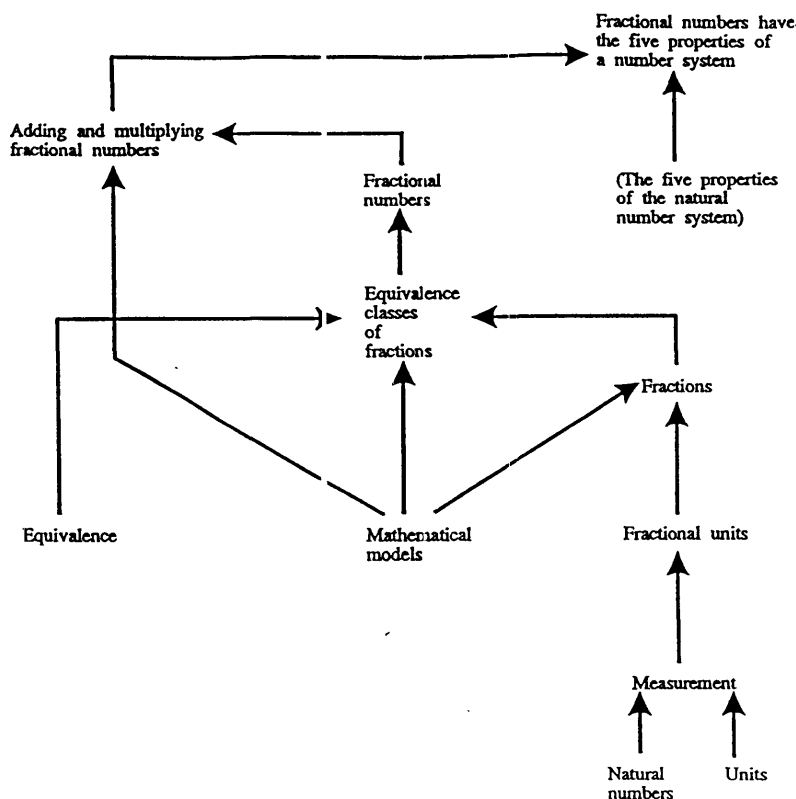 Fractional numbers have
the five properties of
a number system
Adding and multiplying
fractional numbers
Fractional
numbers
(The five properties
of the natural
number system)
Equivalence
classes
of
fractions
Fractions
Equivalence
Mathematical
models
Fractional units
Measurement
Natural
numbers
Units